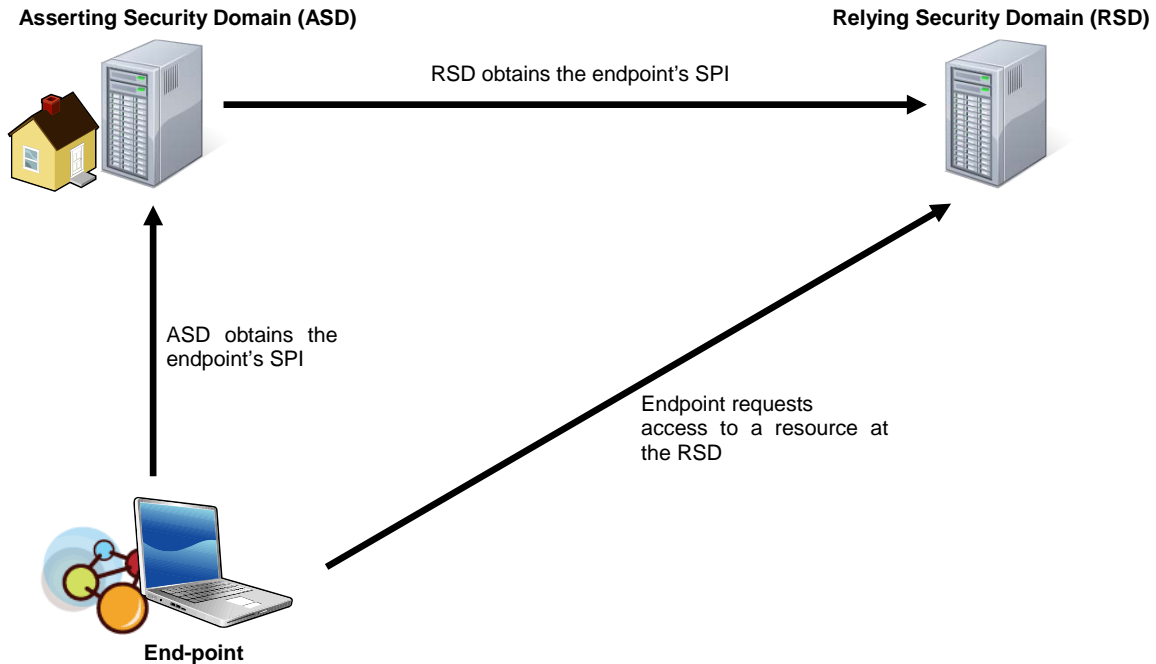 Asserting Security Domain (ASD)
Relying Security Domain (RSD)
RSD obtains the endpoint's SPI
ASD obtains the
endpoint's SPI
Endpoint requests
access to a resource at
the RSD
End-point